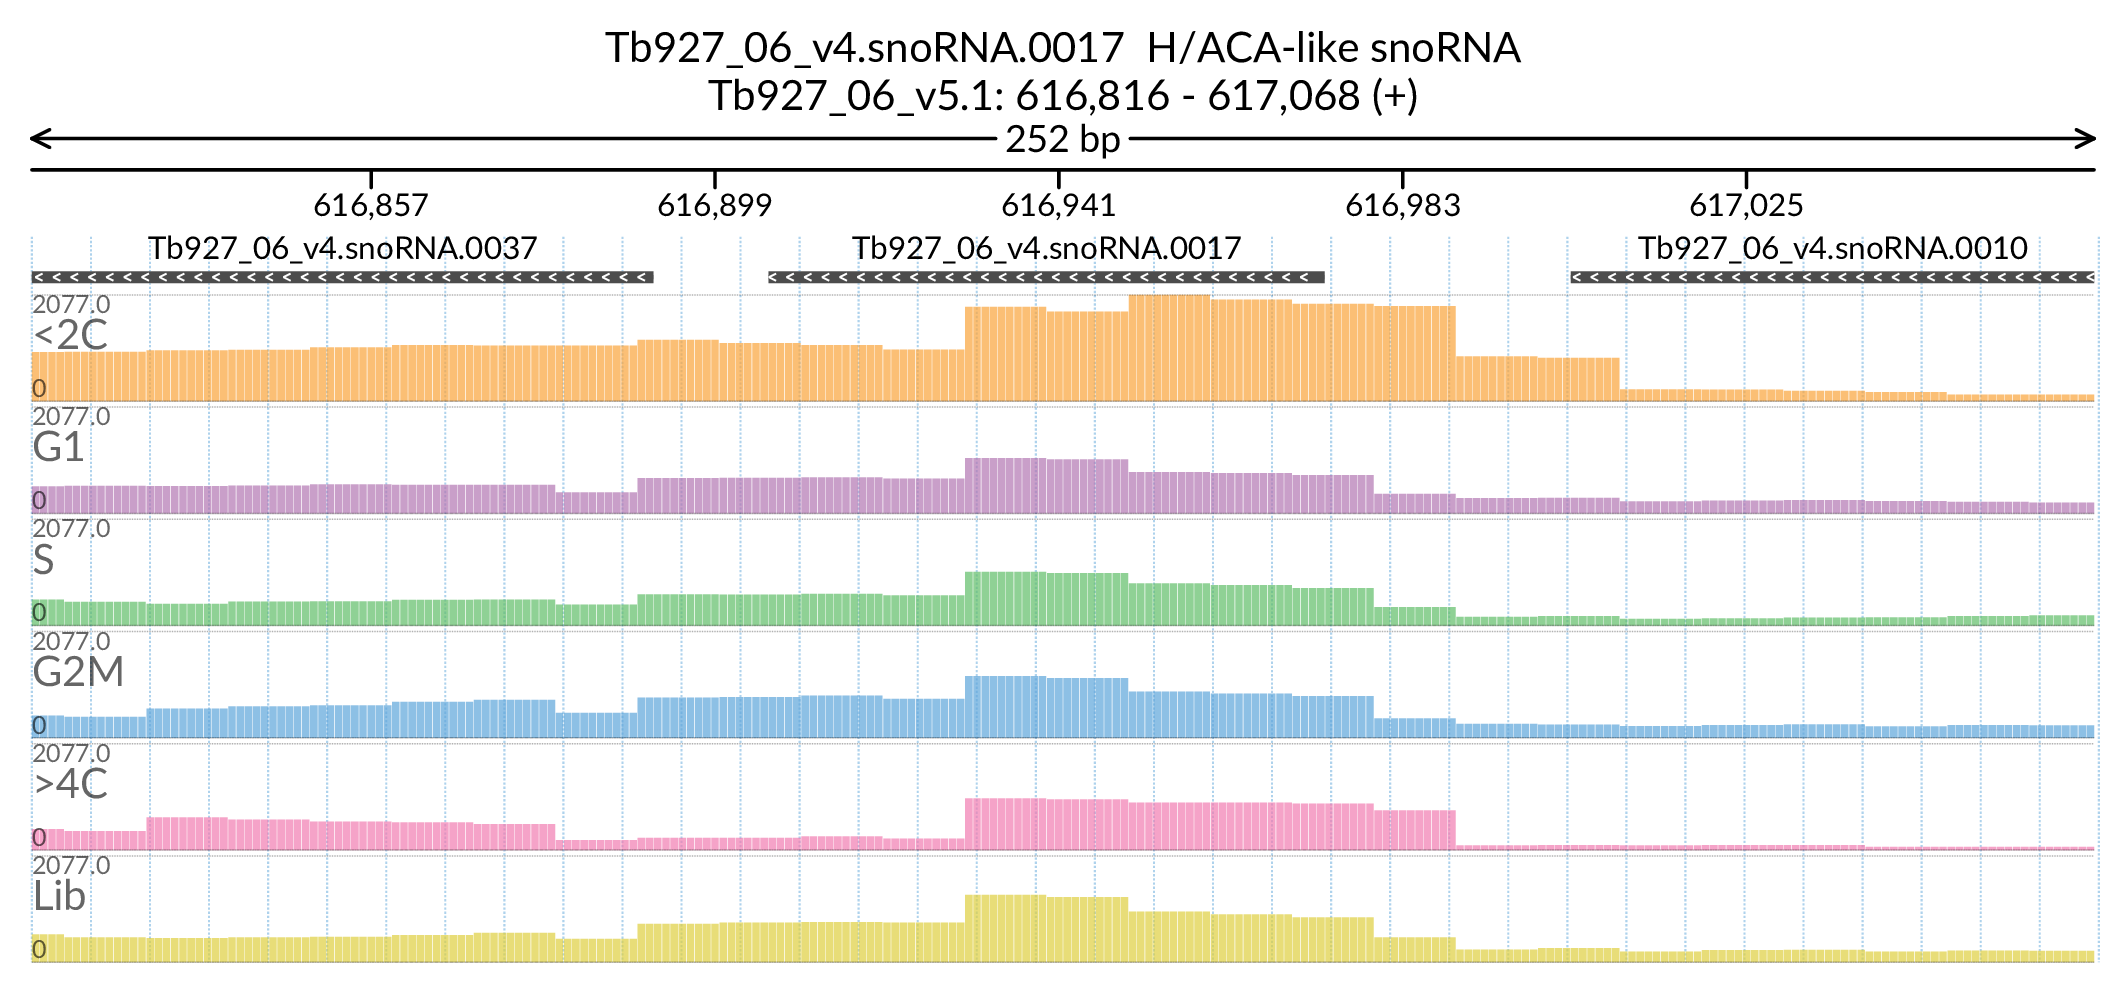 Tb927_06_v4.snoRNA.0017  H/ACA-like snoRNA
Tb927_06_v5.1: 616,816 - 617,068 (+)
252 bp
616,857 616,899 616,941 616,983 617,025
Tb927_06_v4.snoRNA.0037 Tb927_06_v4.snoRNA.0017 Tb927_06_v4.snoRNA.0010
2077.0
<2C
0
2077.0
G1
0
2077.0
S
0
2077.0
G2M
0
2077.0
>4C
0
2077.0
Lib
0